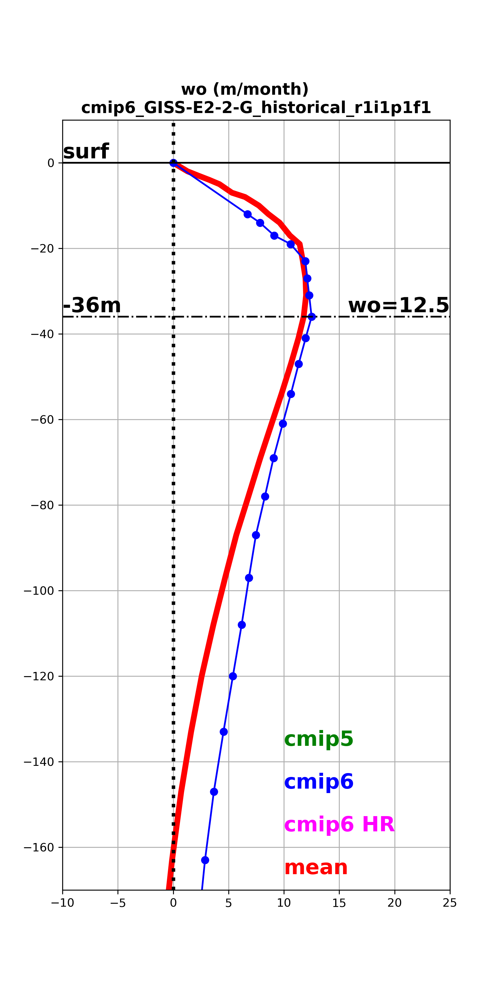 wo (m/month)
cmip6_GISS-E2-2-G_historical_r1i1p1f1
surf
0
−20
-36m wo=12.5
−40
−60
−80
−100
−120
cmip5
−140
cmip6
cmip6 HR
−160
mean
−10 −5 0 5 10 15 20 25